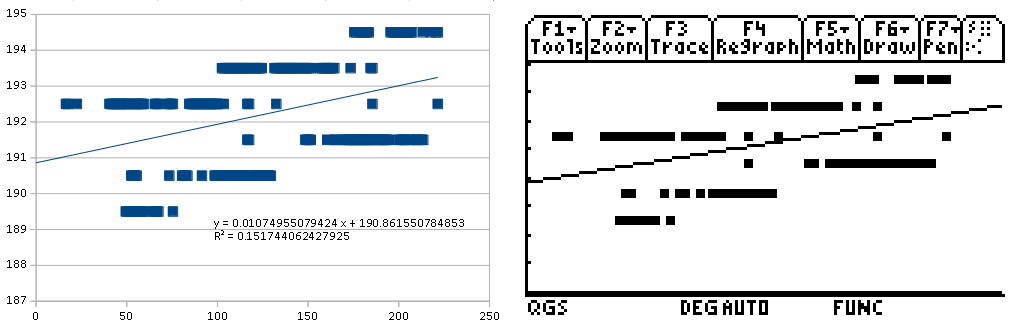 195
194
193
192
191
190
189
188
187
0 50 100 150 200 250
y = 0.01074955079424 x + 190.861550784853
R² = 0.151744062427925
F1 F2 F3 F4 F5 F6 F7
Tools Zoom Trace ReGraph Math Draw Pen
QGS DEG AUTO FUNC